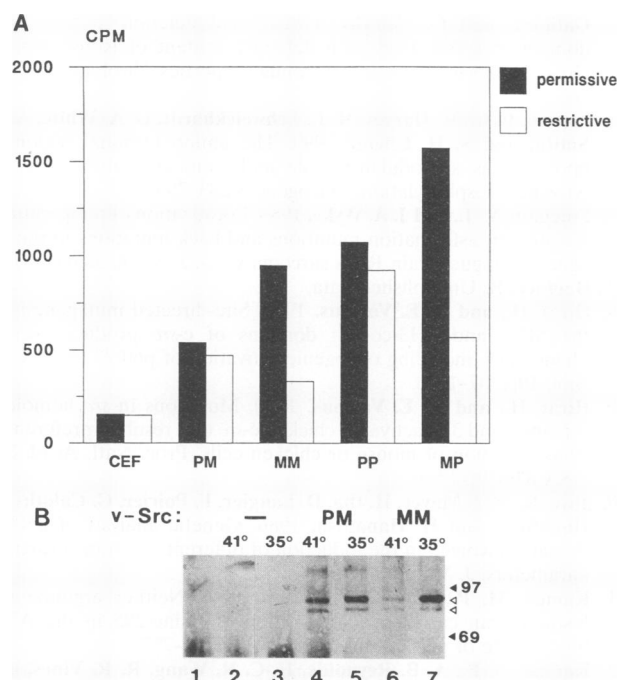 A
CPM
2000
1500
1000
500
0
CEF PM MM PP MP
permissive
restrictive
B
v-Src: PM MM
41° 35° 41° 35° 41° 35°
97
69
1 2 3 4 5 6 7